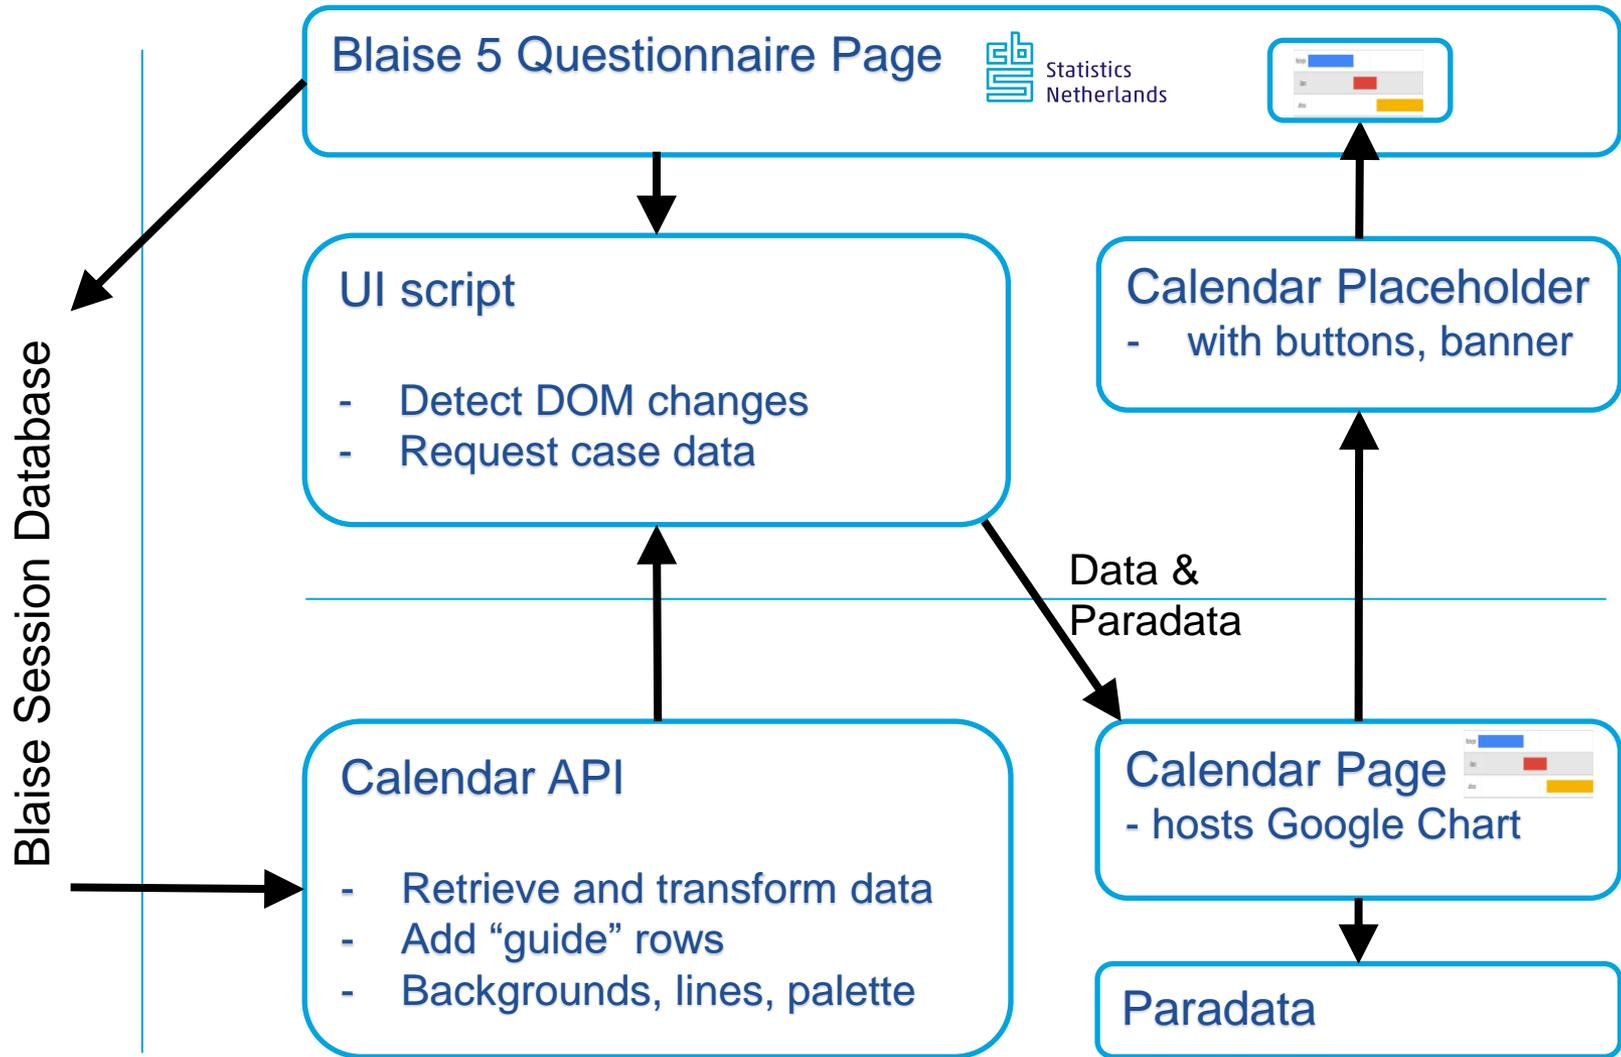 Blaise 5 Questionnaire Page
cb
Statistics
Netherlands
Blaise Session Database
UI script
- Detect DOM changes
- Request case data
Calendar Placeholder
- with buttons, banner
Data &
Paradata
Calendar API
- Retrieve and transform data
- Add “guide” rows
- Backgrounds, lines, palette
Calendar Page
- hosts Google Chart
Paradata